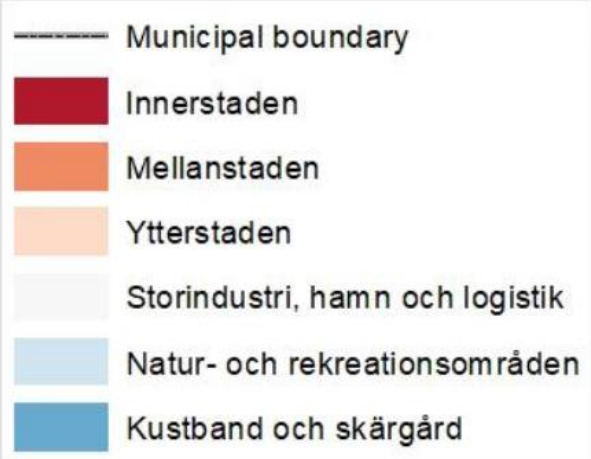 Municipal boundary
Innerstaden
Mellanstaden
Ytterstaden
Storindustri, hamn och logistik
Natur- och rekreationsområden
Kustband och skärgård